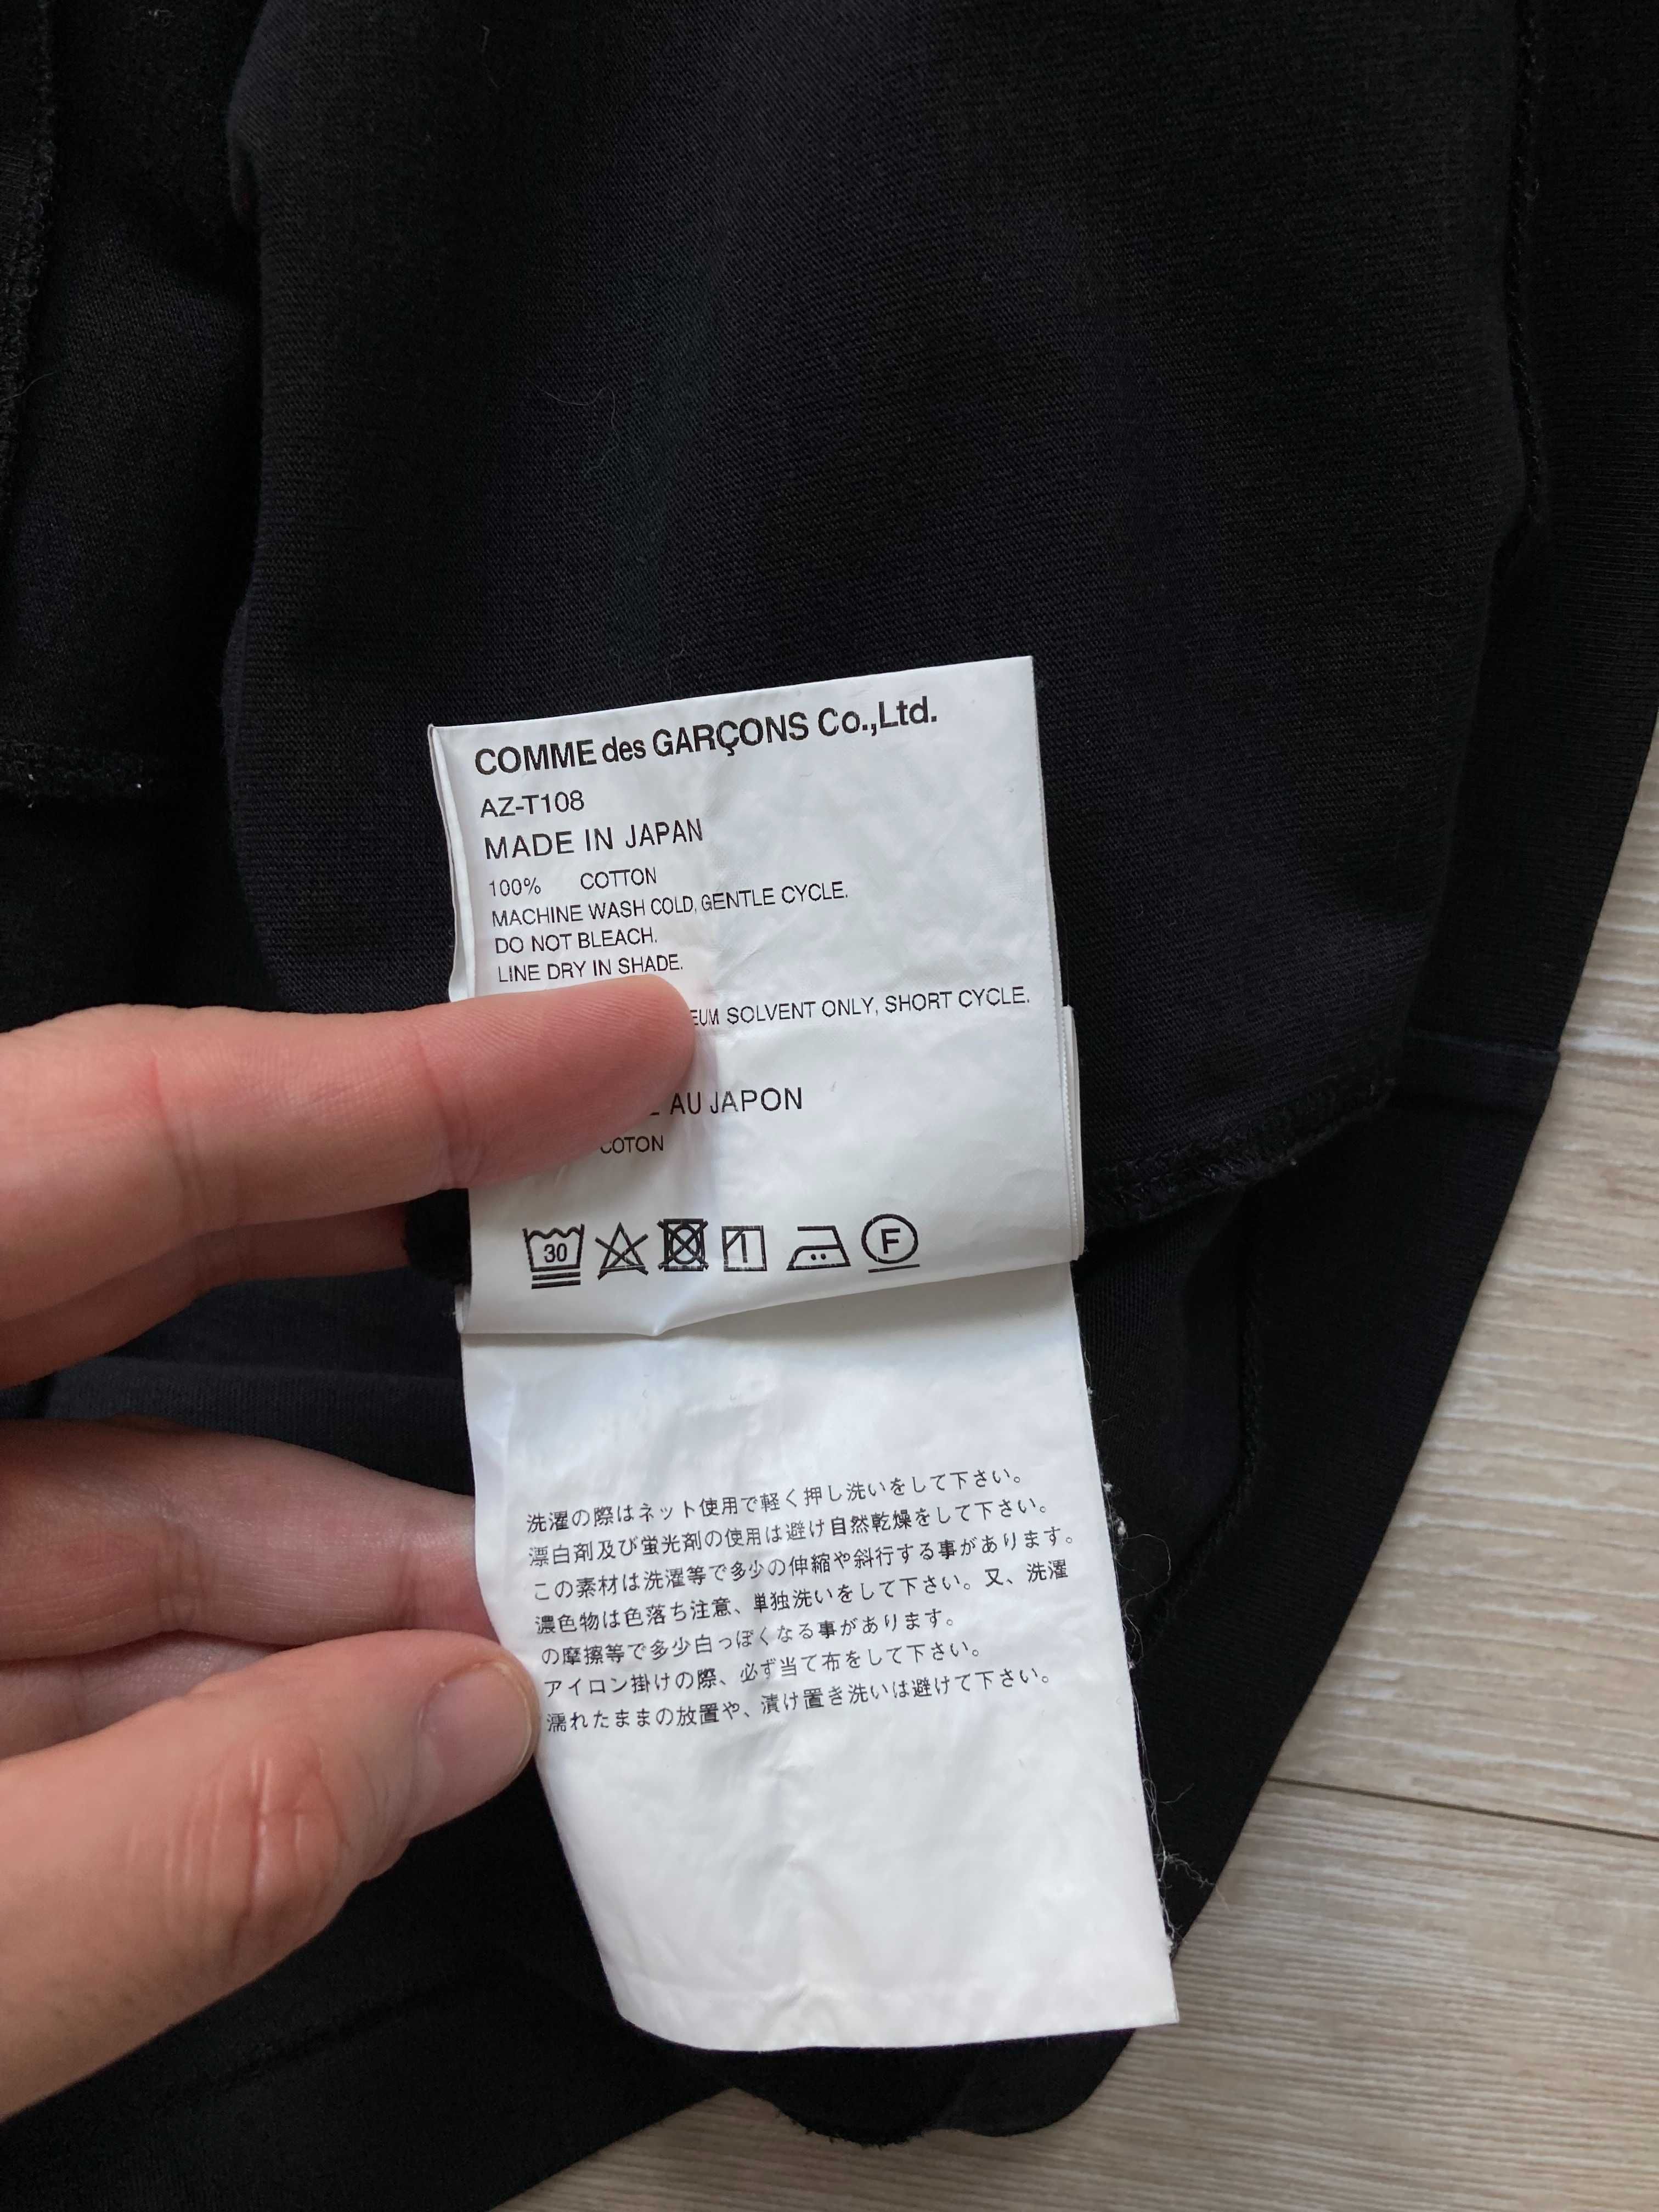 COMME des GARÇONS Co.,Ltd.
AZ-T108
MADE IN JAPAN
100% COTTON
MACHINE WASH COLD, GENTLE CYCLE.
DO NOT BLEACH.
LINE DRY IN SHADE.
SOLVENT ONLY, SHORT CYCLE.
AU JAPON
COTON
30
F
洗濯の際はネット使用で軽く押し洗いをして下さい。
漂白剤及び蛍光剤の使用は避け自然乾燥をして下さい。
この素材は洗濯等で多少の伸縮や斜行する事があります。
濃色物は色落ち注意、単独洗いをして下さい。又、洗濯
の摩擦等で多少白っぽくなる事があります。
アイロン掛けの際、必ず当て布をして下さい。
濡れたままの放置や、漬け置き洗いは避けて下さい。